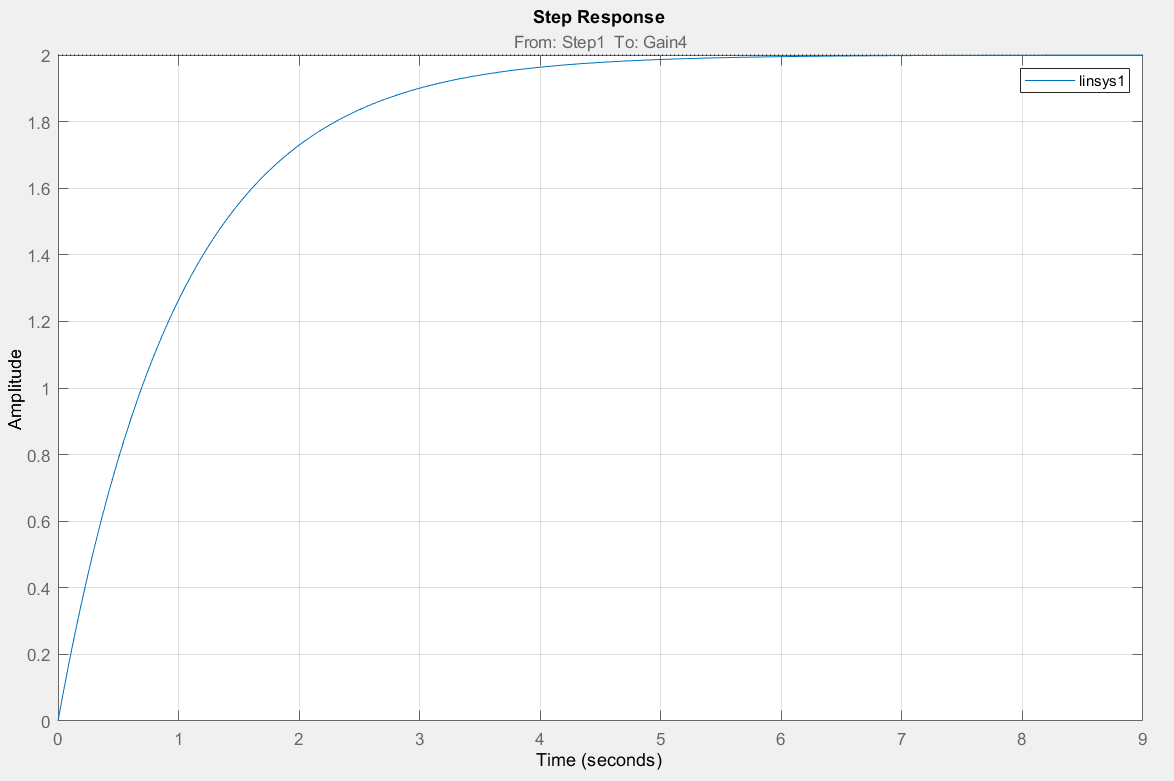 Step Response
From: Step1 To: Gain4
linsys1
Amplitude
2
1.8
1.6
1.4
1.2
1
0.8
0.6
0.4
0.2
0
0 1 2 3 4 5 6 7 8 9
Time (seconds)